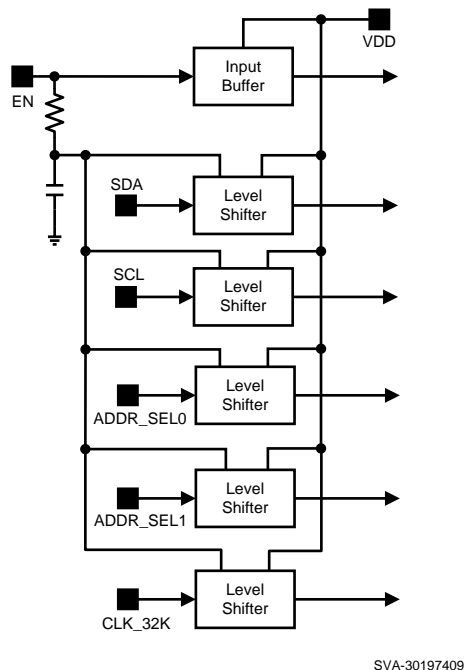 VDD
Input
Buffer
EN
SDA
Level
Shifter
SCL
Level
Shifter
ADDR_SEL0
Level
Shifter
ADDR_SEL1
Level
Shifter
CLK_32K
Level
Shifter
SVA-30197409